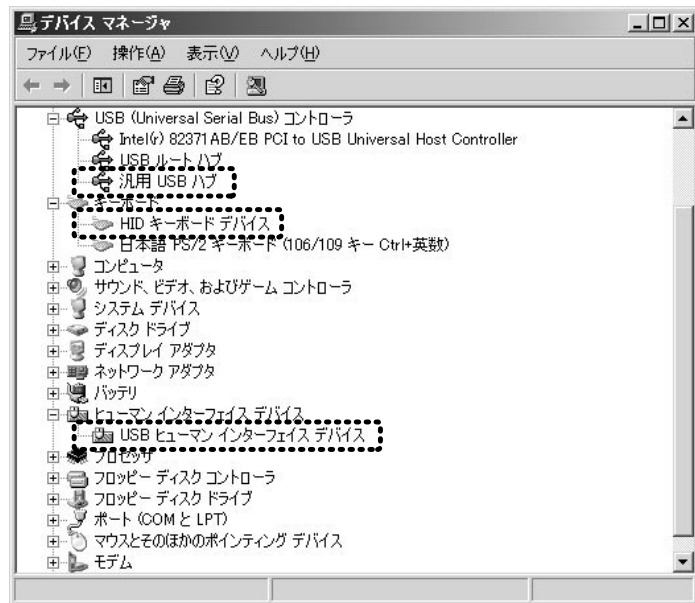 デバイス マネージャ
ファイル(F) 操作(A) 表示(V) ヘルプ(H)
USB (Universal Serial Bus) コントローラ
Intel(r) 82371AB/EB PCI to USB Universal Host Controller
USB ルート ハブ
汎用 USB ハブ
キーボード
HID キーボード デバイス
日本語 PS/2 キーボード (106/109 キー Ctrl+英数)
コンピュータ
サウンド、ビデオ、およびゲーム コントローラ
システム デバイス
ディスク ドライブ
ディスプレイ アダプタ
ネットワーク アダプタ
バッテリ
ヒューマン インターフェイス デバイス
USB ヒューマン インターフェイス デバイス
プロセッサ
フロッピー ディスク コントローラ
フロッピー ディスク ドライブ
ポート (COM と LPT)
マウスとそのほかのポインティング デバイス
モデム